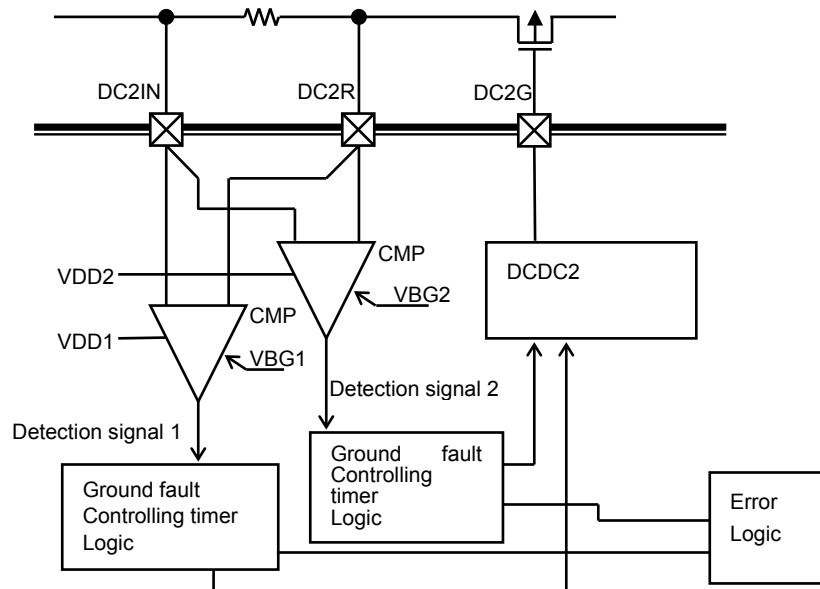 DC2IN
DC2R
DC2G
CMP
DCDC2
VDD2
VBG2
CMP
VDD1
VBG1
Detection signal 2
Detection signal 1
Ground fault
Controlling
timer
Logic
Ground fault
Controlling timer
Logic
Error
Logic